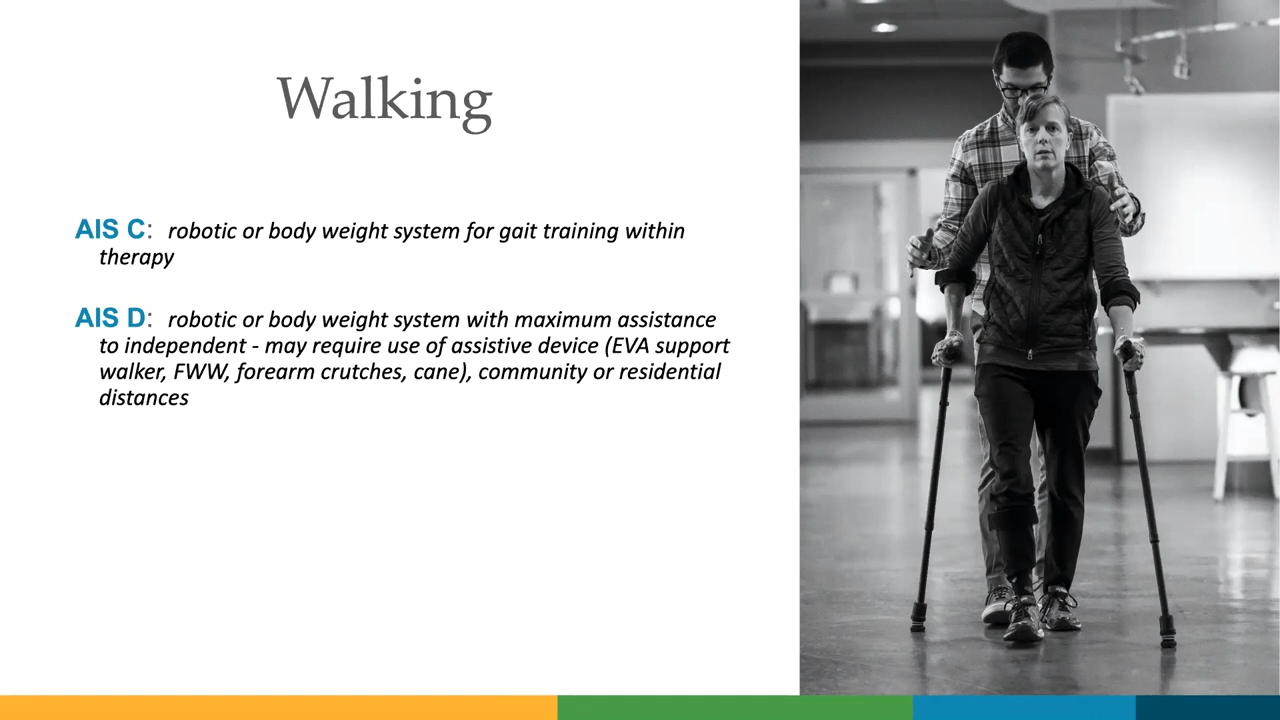 Walking
AIS C: robotic or body weight system for gait training within
therapy
AIS D: robotic or body weight system with maximum assistance
to independent - may require use of assistive device (EVA support
walker, FWW, forearm crutches, cane), community or residential
distances